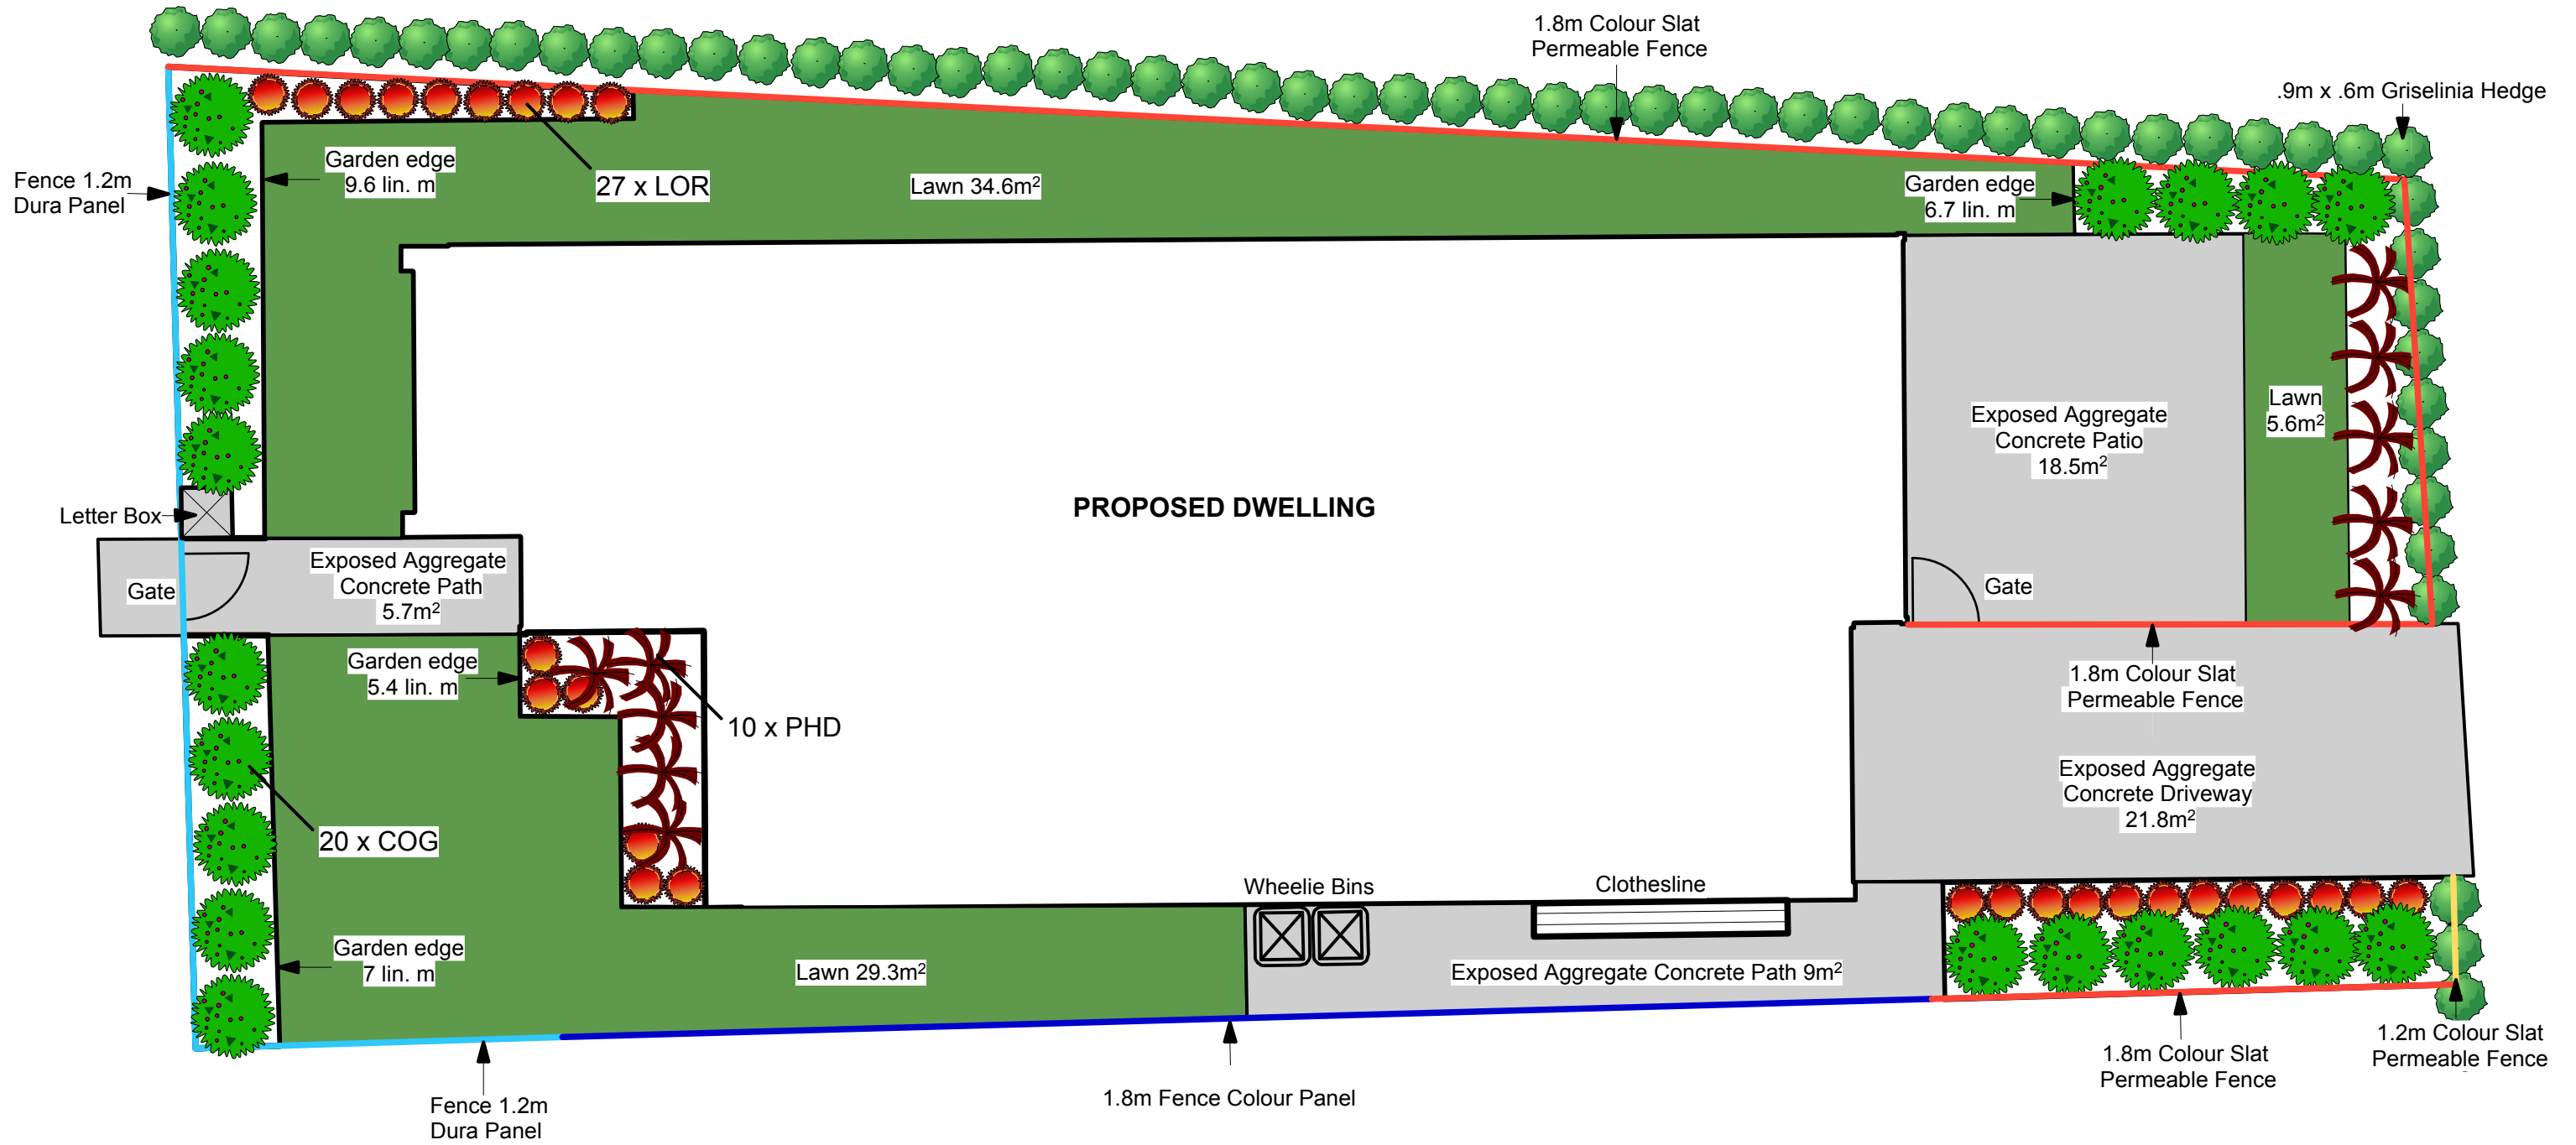 1.8m Colour Slat
Permeable Fence
.9m x .6m Griselinia Hedge
Garden edge
9.6 lin. m
Fence 1.2m
Dura Panel
27 x LOR
Lawn 34.6m²
Garden edge
6.7 lin. m
Lawn
5.6m²
Exposed Aggregate
Concrete Patio
18.5m²
PROPOSED DWELLING
Letter Box
Exposed Aggregate
Concrete Path
5.7m²
Gate
Gate
Garden edge
5.4 lin. m
1.8m Colour Slat
Permeable Fence
10 x PHD
Exposed Aggregate
Concrete Driveway
21.8m²
20 x COG
Wheelie Bins
Clothesline
Garden edge
7 lin. m
Lawn 29.3m²
Exposed Aggregate Concrete Path 9m²
1.2m Colour Slat
Permeable Fence
1.8m Colour Slat
Permeable Fence
1.8m Fence Colour Panel
Fence 1.2m
Dura Panel